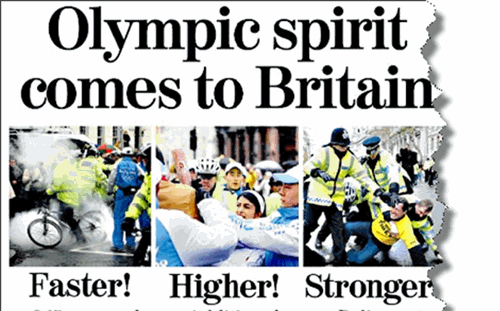 Olympic spirit
comes to Britain
Faster! Higher! Stronger